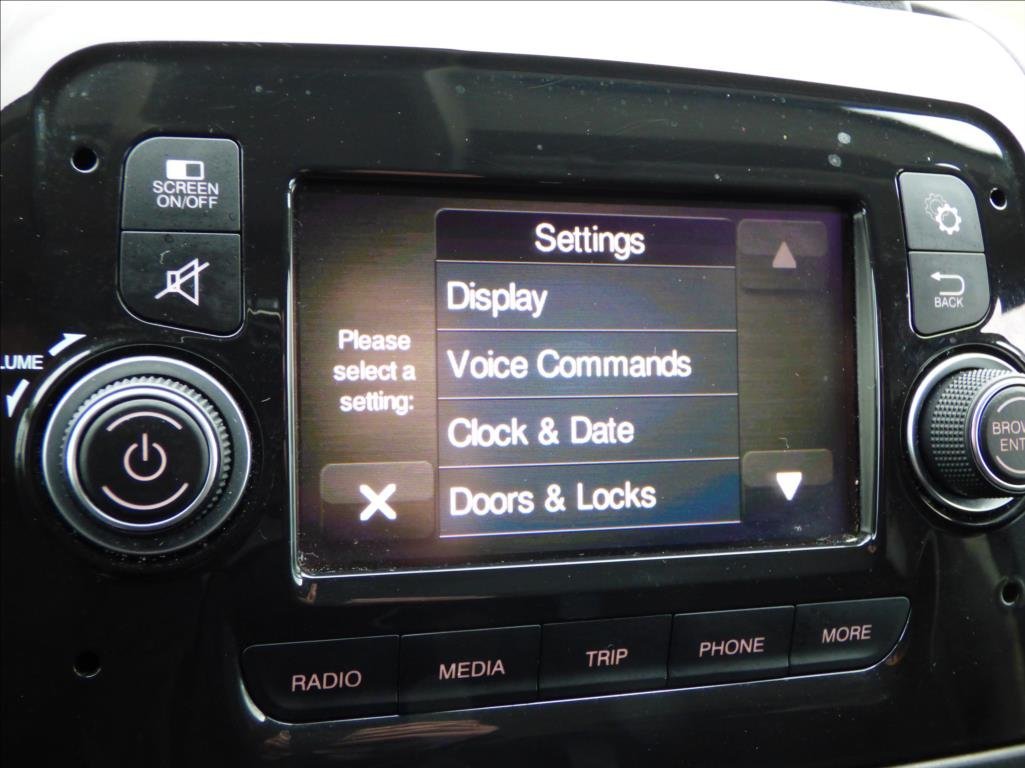 SCREEN
ON/OFF
Settings
Display
Please
select a
setting:
Voice Commands
Clock & Date
Doors & Locks
BACK
RADIO
MEDIA
TRIP
PHONE
MORE